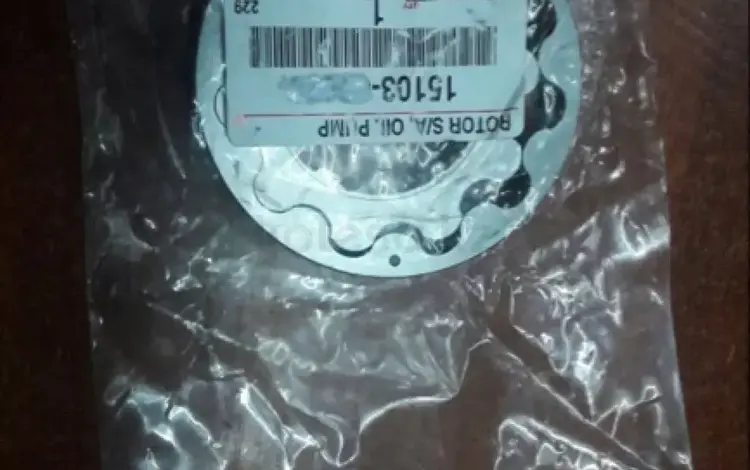 ROTOR S/A, OIL PUMP
15103-
1
229